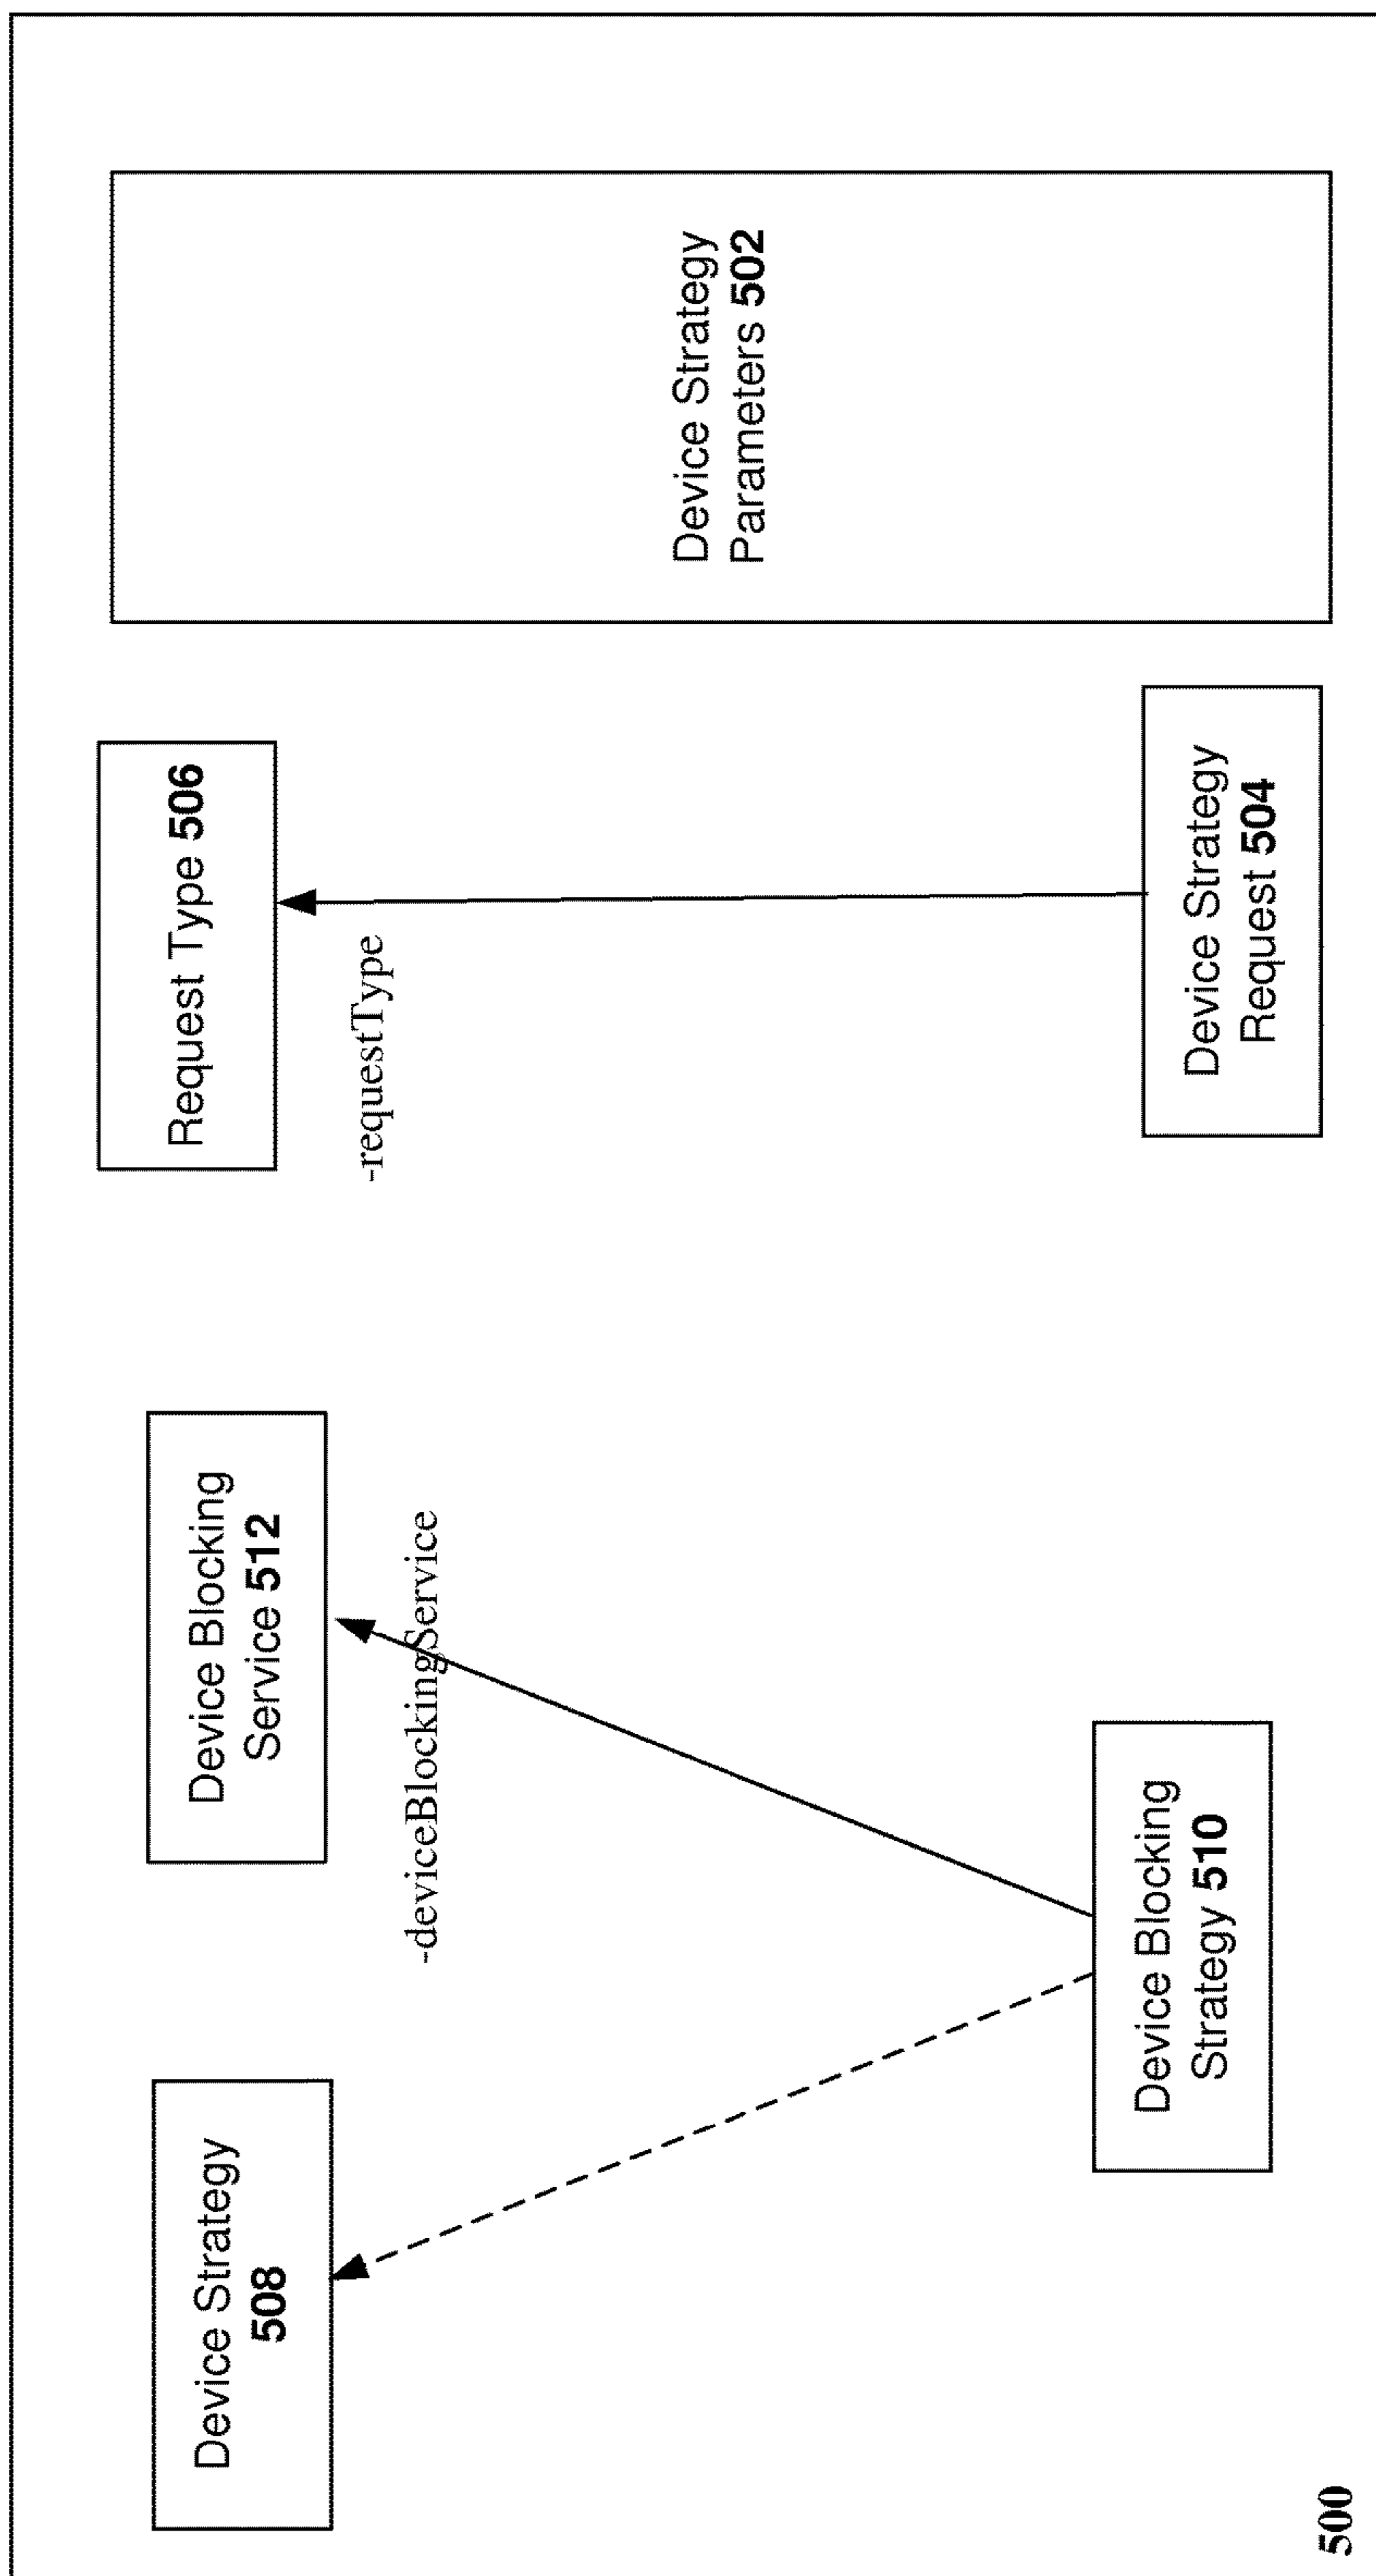 Device Strategy
508
Device Blocking
Service 512
Request Type 506
-requestType
-deviceBlockingService
Device Strategy
Parameters 502
Device Blocking
Strategy 510
Device Strategy
Request 504
500